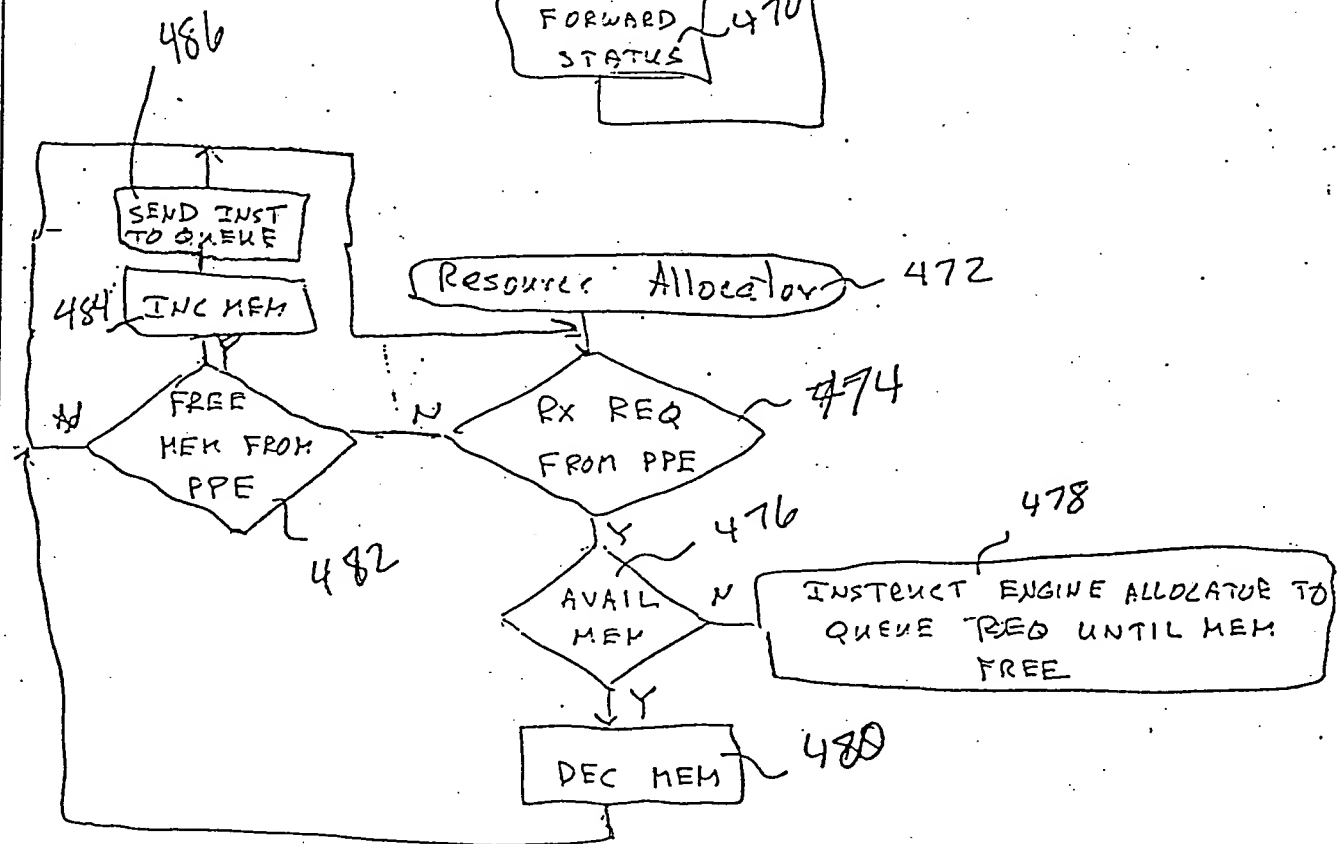 FORWARD
STATUS
470
486
SEND INST
TO QUEUE
484
INC MEM
Y
Resource Allocator
472
FREE
MEM FROM
PPE
482
N
RX REQ
FROM PPE
474
Y
476
AVAIL
MEM
N
478
INSTRUCT ENGINE ALLOCATOR TO
QUEUE REQ UNTIL MEM
FREE
Y
DEC MEM
480